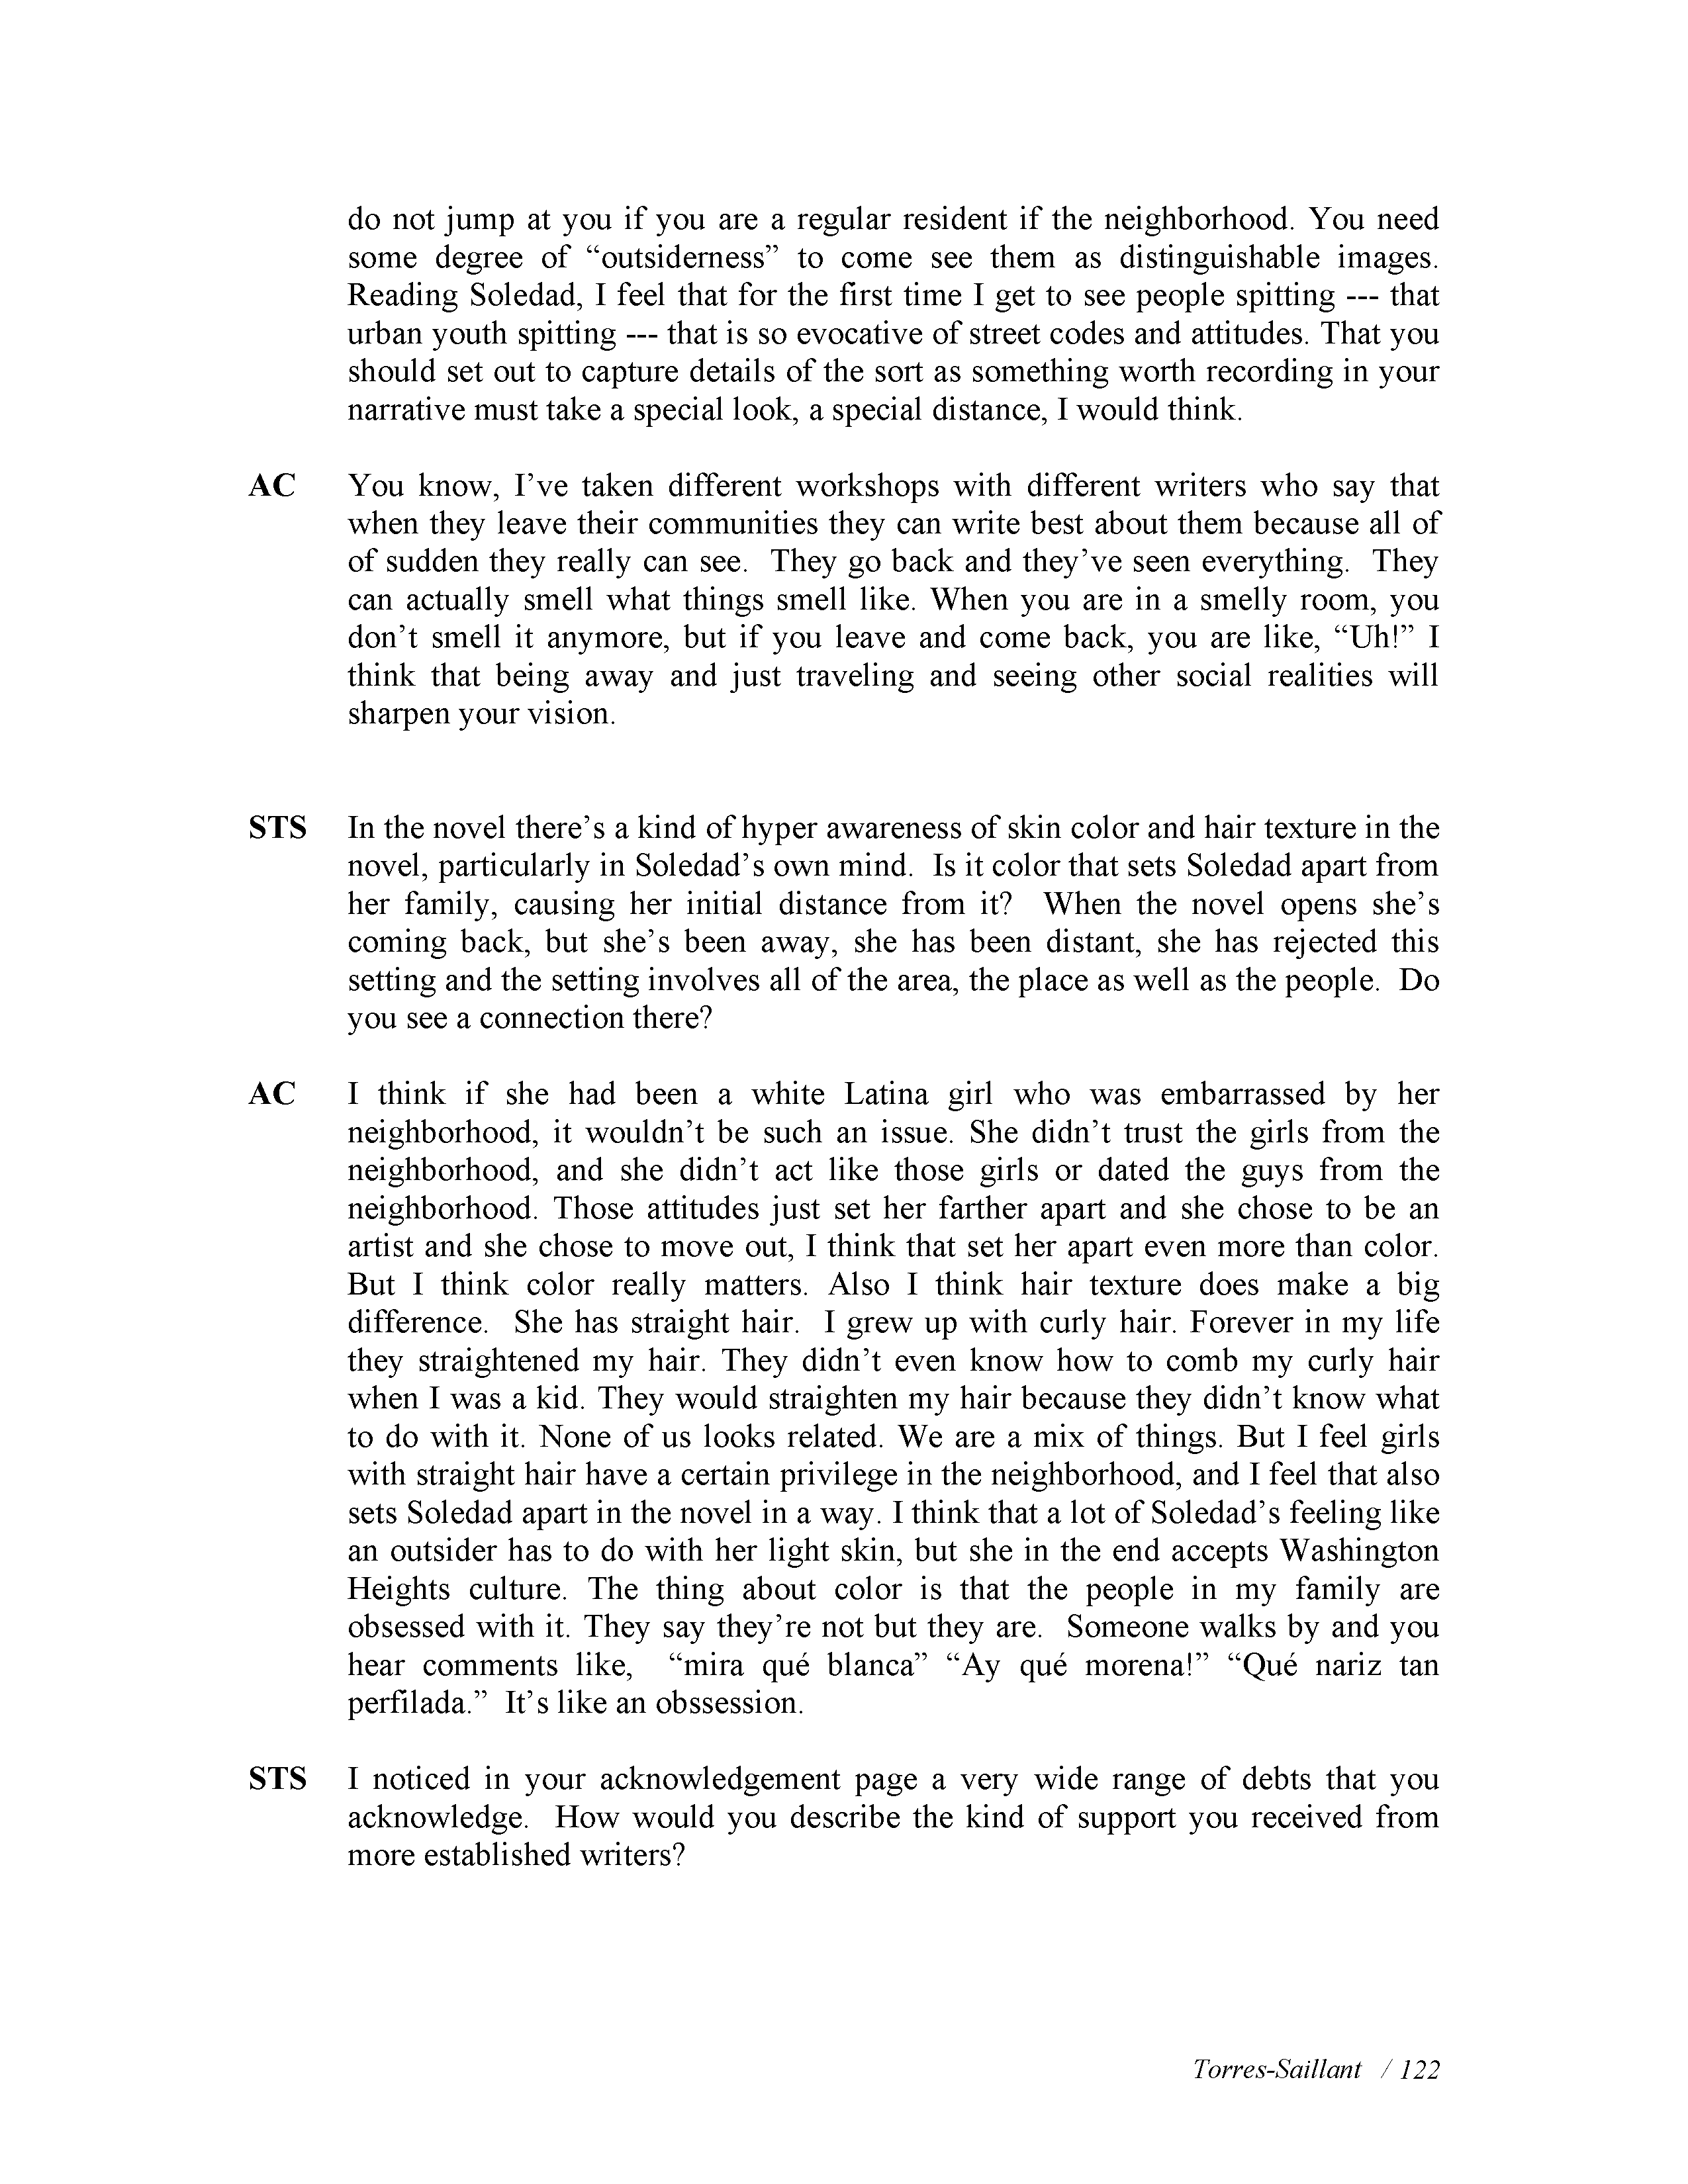 do not jump at you if you are a regular resident if the neighborhood. You need
some degree of “outsiderness” to come see them as distinguishable images.
Reading Soledad, I feel that for the first time I get to see people spitting --- that
urban youth spitting --- that is so evocative of street codes and attitudes. That you
should set out to capture details of the sort as something worth recording in your
narrative must take a special look, a special distance, I would think.
AC You know, I’ve taken different workshops with different writers who say that
when they leave their communities they can write best about them because all of
of sudden they really can see. They go back and they’ve seen everything. They
can actually smell what things smell like. When you are in a smelly room, you
don’t smell it anymore, but if you leave and come back, you are like, “Uh!” I
think that being away and just traveling and seeing other social realities will
sharpen your vision.
STS In the novel there’s a kind of hyper awareness of skin color and hair texture in the
novel, particularly in Soledad’s own mind. Is it color that sets Soledad apart from
her family, causing her initial distance from it? When the novel opens she’s
coming back, but she’s been away, she has been distant, she has rejected this
setting and the setting involves all of the area, the place as well as the people. Do
you see a connection there?
AC I think if she had been a white Latina girl who was embarrassed by her
neighborhood, it wouldn’t be such an issue. She didn’t trust the girls from the
neighborhood, and she didn’t act like those girls or dated the guys from the
neighborhood. Those attitudes just set her farther apart and she chose to be an
artist and she chose to move out, I think that set her apart even more than color.
But I think color really matters. Also I think hair texture does make a big
difference. She has straight hair. I grew up with curly hair. Forever in my life
they straightened my hair. They didn’t even know how to comb my curly hair
when I was a kid. They would straighten my hair because they didn’t know what
to do with it. None of us looks related. We are a mix of things. But I feel girls
with straight hair have a certain privilege in the neighborhood, and I feel that also
sets Soledad apart in the novel in a way. I think that a lot of Soledad’s feeling like
an outsider has to do with her light skin, but she in the end accepts Washington
Heights culture. The thing about color is that the people in my family are
obsessed with it. They say they’re not but they are. Someone walks by and you
hear comments like, “mira qué blanca” “Ay qué morena!” “Qué nariz tan
perfilada.” It’s like an obssession.
STS I noticed in your acknowledgement page a very wide range of debts that you
acknowledge. How would you describe the kind of support you received from
more established writers?
Torres-Saillant / 122